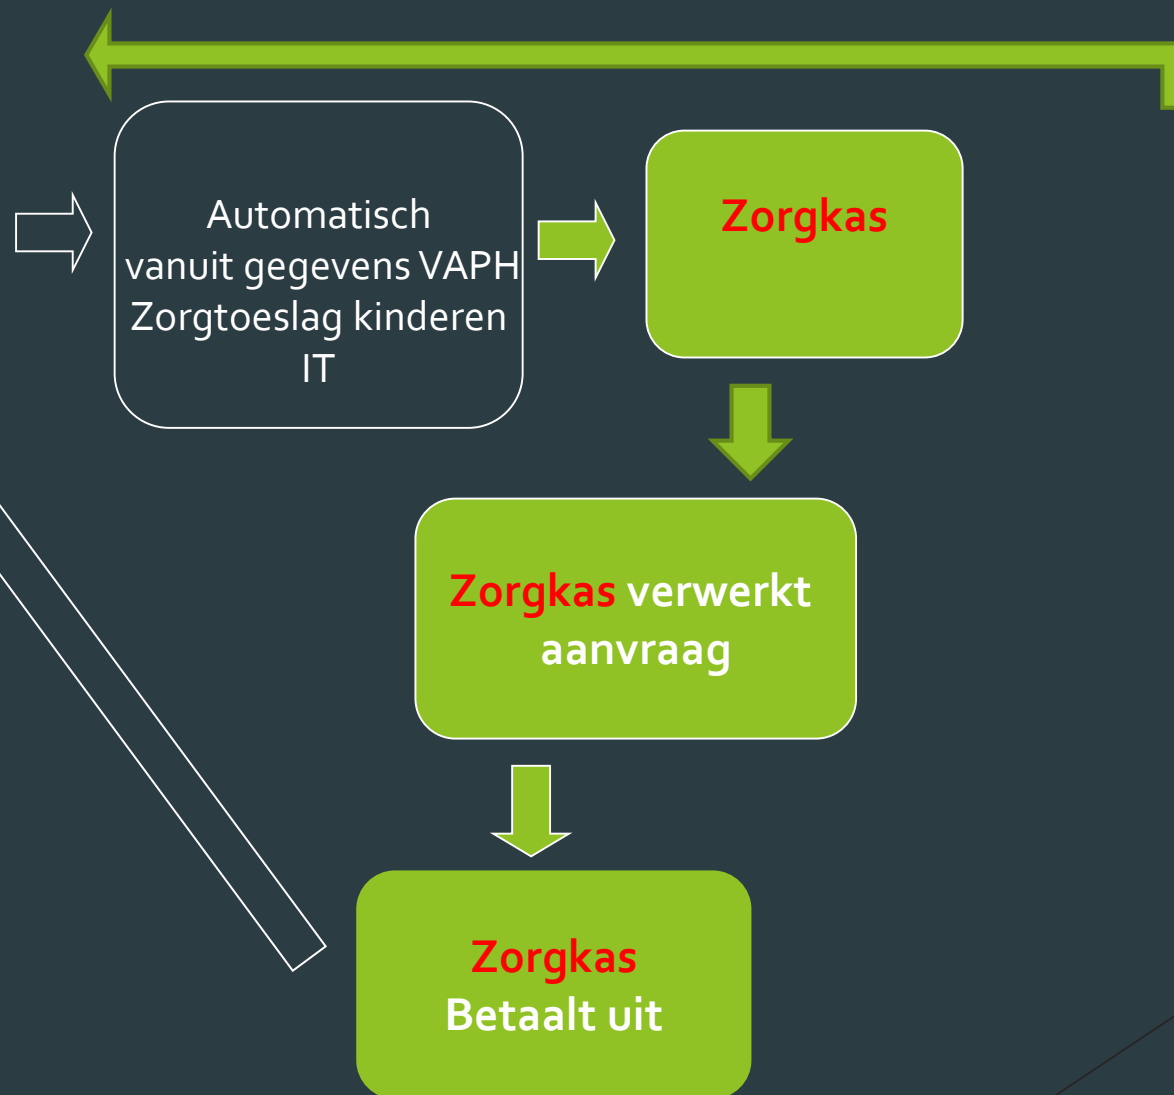 Automatisch
vanuit gegevens VAPH
Zorgtoeslag kinderen
IT
Zorgkas
Zorgkas verwerkt
aanvraag
Zorgkas
Betaalt uit